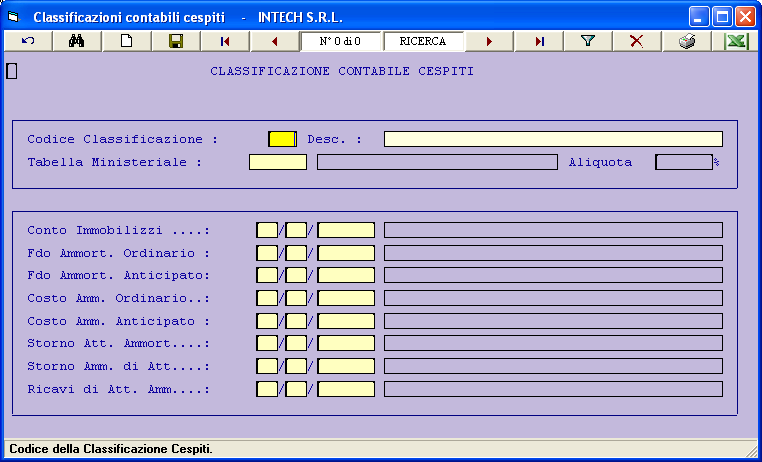 Classificazioni contabili cespiti - INTECH S.R.L.
N° 0 di 0 RICERCA
CLASSIFICAZIONE CONTABILE CESPITI
Codice Classificazione : Desc. :
Tabella Ministeriale : Aliquota %
Conto Immobilizzi ....: / /
Fdo Ammort. Ordinario : / /
Fdo Ammort. Anticipato: / /
Costo Amm. Ordinario..: / /
Costo Amm. Anticipato : / /
Storno Att. Ammort....: / /
Storno Amm. di Att....: / /
Ricavi di Att. Amm....: / /
Codice della Classificazione Cespiti.